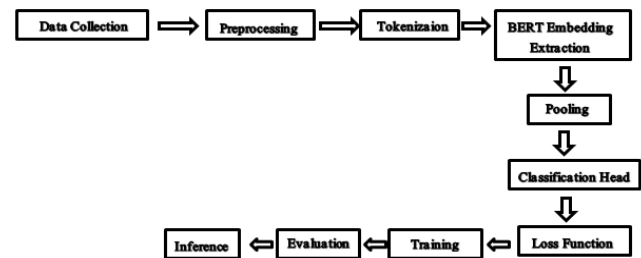 Data Collection
Preprocessing
Tokenizaion
BERT Embedding
Extraction
Pooling
Classification Head
Loss Function
Training
Evaluation
Inference